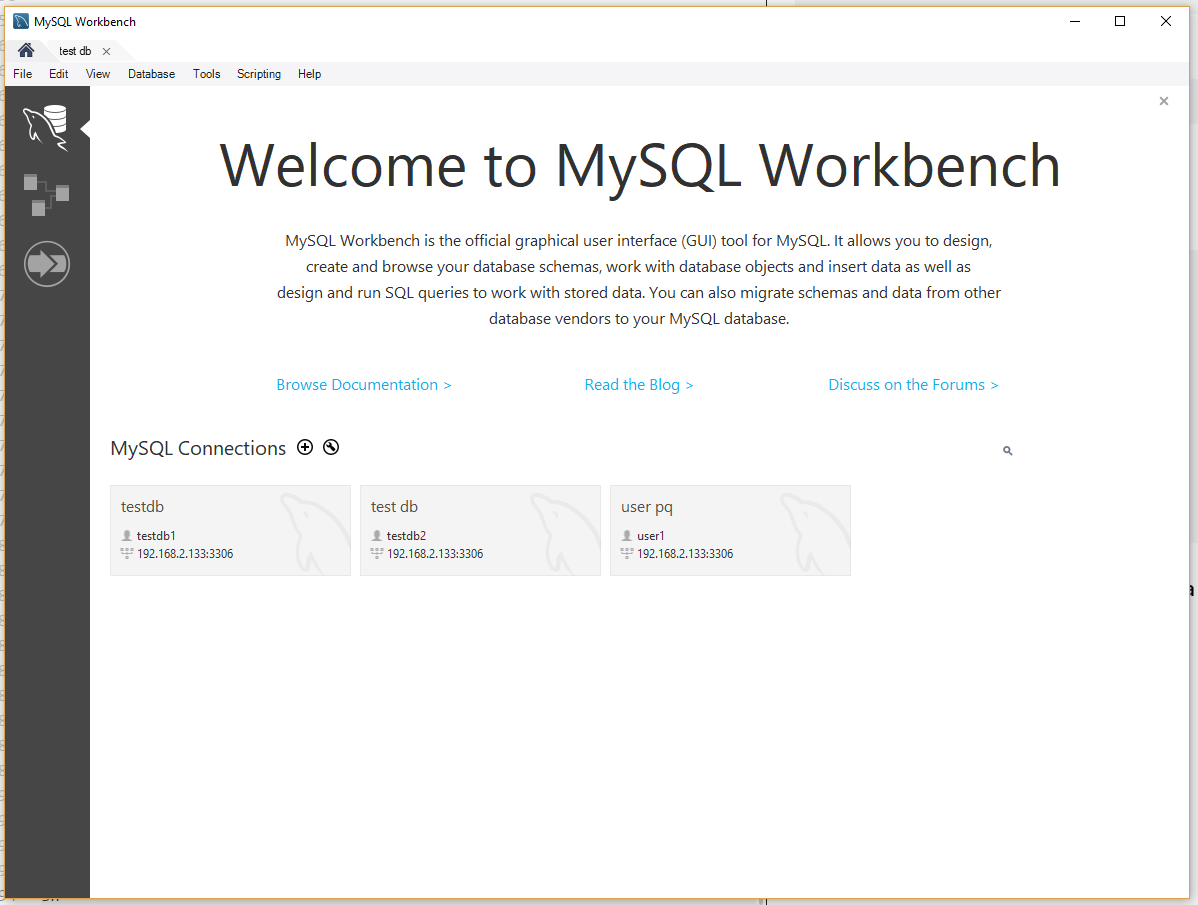 MySQL Workbench
test db
File Edit View Database Tools Scripting Help
Welcome to MySQL Workbench
MySQL Workbench is the official graphical user interface (GUI) tool for MySQL. It allows you to design,
create and browse your database schemas, work with database objects and insert data as well as
design and run SQL queries to work with stored data. You can also migrate schemas and data from other
database vendors to your MySQL database.
Browse Documentation > Read the Blog > Discuss on the Forums >
MySQL Connections
testdb
testdb1
192.168.2.133:3306
test db
testdb2
192.168.2.133:3306
user pq
user1
192.168.2.133:3306